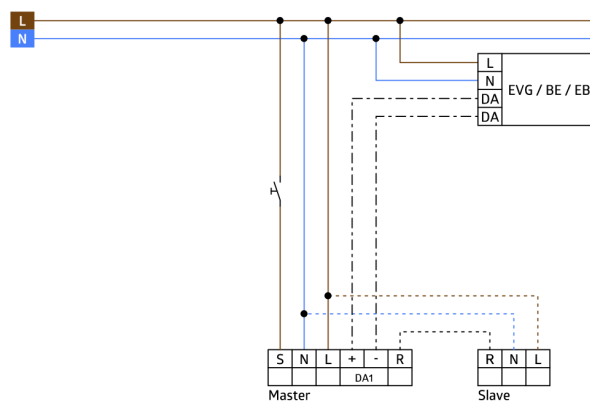 L
N
L
N EVG / BE / EB
DA
DA
S N L + - R R N L
DA1
Master Slave